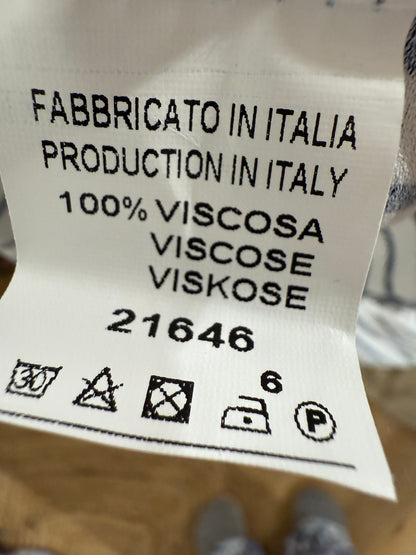 FABBRICATO IN ITALIA
PRODUCTION IN ITALY
100% VISCOSA
VISCOSE
VISKOSE
21646
6
30 P